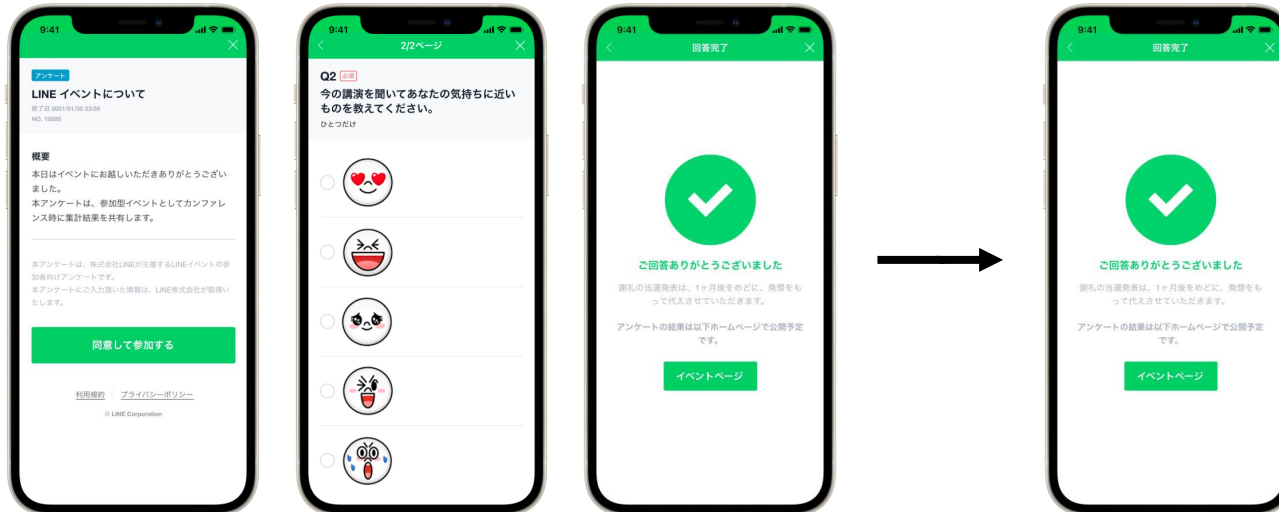 9:41
アンケート
LINE イベントについて
終了日 2021/01/30 23:59
NO. 13095
概要
本日はイベントにお越しいただきありがとうござい
ました。
本アンケートは、参加型イベントとしてカンファレ
ンス時に集計結果を共有します。
本アンケートは、株式会社LINEが主催するLINEイベントの参
加者向けアンケートです。
本アンケートにご入力頂いた情報は、LINE株式会社が取得い
たします。
同意して参加する
利用規約
プライバシーポリシー
© LINE Corporation
9:41
2/2ページ
Q2 必須
今の講演を聞いてあなたの気持ちに近い
ものを教えてください。
ひとつだけ
9:41
回答完了
ご回答ありがとうございました
謝礼の当選発表は、1ヶ月後をめどに、発想をも
って代えさせていただきます。
アンケートの結果は以下ホームページで公開予定
です。
イベントページ
9:41
回答完了
ご回答ありがとうございました
謝礼の当選発表は、1ヶ月後をめどに、発想をも
って代えさせていただきます。
アンケートの結果は以下ホームページで公開予定
です。
イベントページ